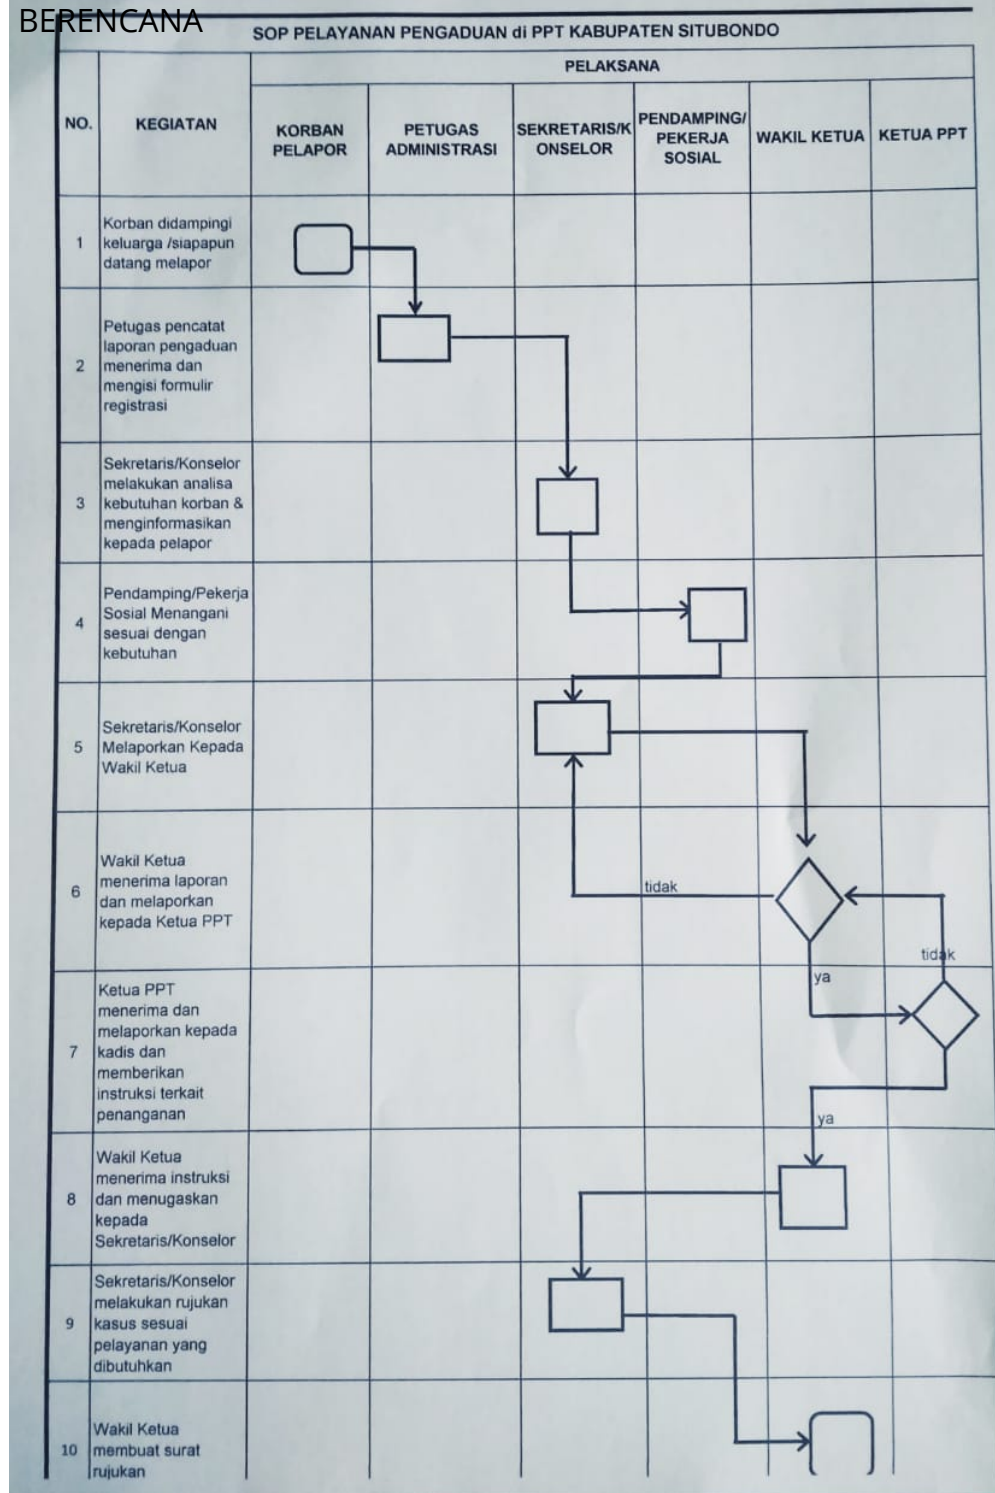 BERENCANA
SOP PELAYANAN PENGADUAN di PPT KABUPATEN SITUBONDO
NO.
KEGIATAN
PELAKSANA
KORBAN
PELAPOR
PETUGAS
ADMINISTRASI
SEKRETARIS/K
ONSELOR
PENDAMPING/
PEKERJA
SOSIAL
WAKIL KETUA
KETUA PPT
1
Korban didampingi
keluarga /siapapun
datang melapor
2
Petugas pencatat
laporan pengaduan
menerima dan
mengisi formulir
registrasi
3
Sekretaris/Konselor
melakukan analisa
kebutuhan korban &
menginformasikan
kepada pelapor
4
Pendamping/Pekerja
Sosial Menangani
sesuai dengan
kebutuhan
5
Sekretaris/Konselor
Melaporkan Kepada
Wakil Ketua
6
Wakil Ketua
menerima laporan
dan melaporkan
kepada Ketua PPT
tidak
tidak
ya
7
Ketua PPT
menerima dan
melaporkan kepada
kadis dan
memberikan
instruksi terkait
penanganan
ya
8
Wakil Ketua
menerima instruksi
dan menugaskan
kepada
Sekretaris/Konselor
9
Sekretaris/Konselor
melakukan rujukan
kasus sesuai
pelayanan yang
dibutuhkan
10
Wakil Ketua
membuat surat
rujukan